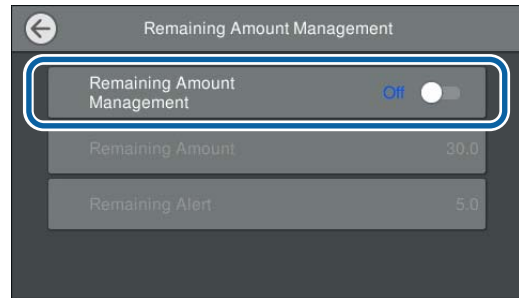 Remaining Amount Management
Remaining Amount
Management
Off
Remaining Amount
30.0
Remaining Alert
5.0